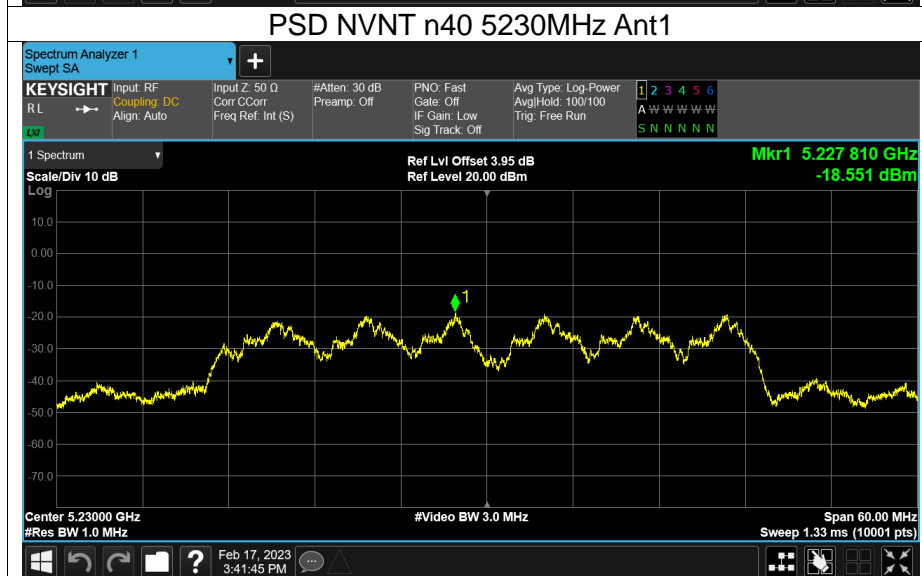 PSD NVNT n40 5230MHz Ant1
Spectrum Analyzer 1
Swept SA
+
KEYSIGHT Input: RF Input Z: 50 Ω #Atten: 30 dB PNO: Fast Avg Type: Log-Power 1 2 3 4 5 6
RL Coupling: DC Corr CCorr Preamp: Off Gate: Off Avg|Hold: 100/100 A W W W W W
Align: Auto Freq Ref: Int (S) IF Gain: Low Trig: Free Run
LXI Sig Track: Off S N N N N N
1 Spectrum Ref Lvl Offset 3.95 dB Mkr1 5.227 810 GHz
Scale/Div 10 dB Ref Level 20.00 dBm -18.551 dBm
Log
10.0
0.00
-10.0
1
-20.0
-30.0
-40.0
-50.0
-60.0
-70.0
Center 5.23000 GHz #Video BW 3.0 MHz Span 60.00 MHz
#Res BW 1.0 MHz Sweep 1.33 ms (10001 pts)
? Feb 17, 2023
3:41:45 PM